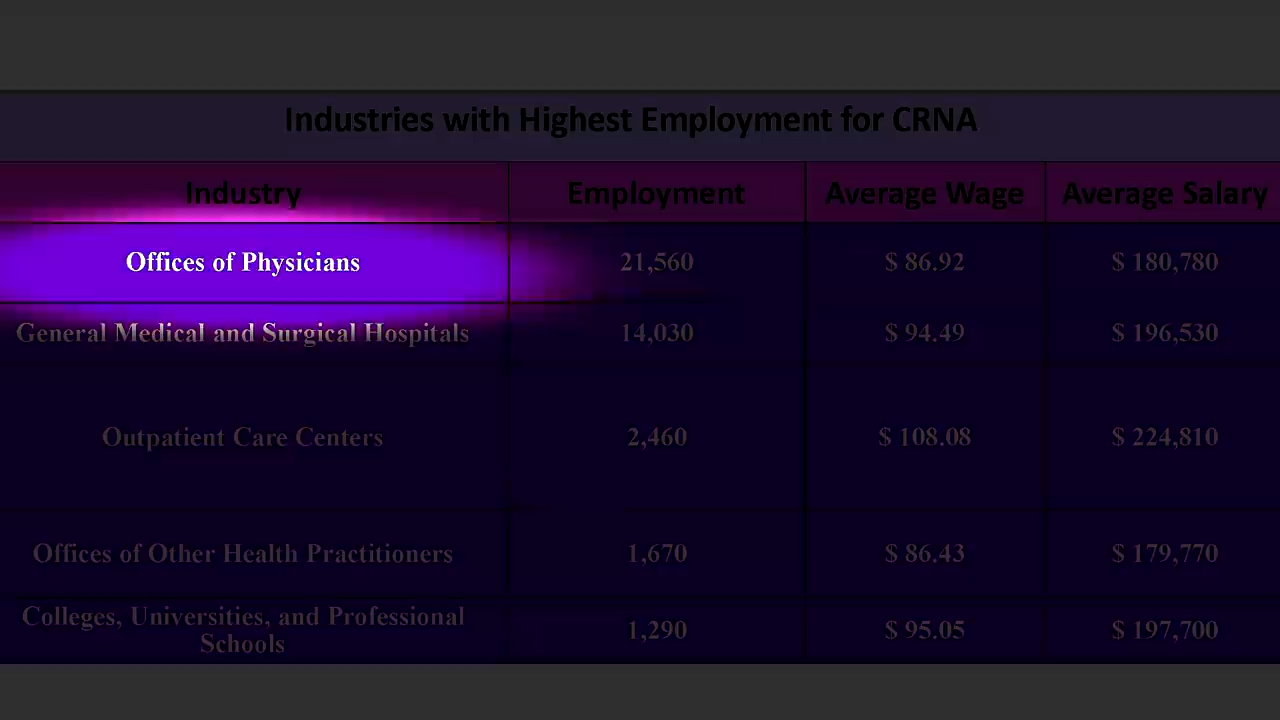 Industries with Highest Employment for CRNA
Industry Employment Average Wage Average Salary
Offices of Physicians 21,560 $ 86.92 $ 180,780
General Medical and Surgical Hospitals 14,030 $ 94.49 $ 196,530
Outpatient Care Centers 2,460 $ 108.08 $ 224,810
Offices of Other Health Practitioners 1,670 $ 86.43 $ 179,770
Colleges, Universities, and Professional
Schools 1,290 $ 95.05 $ 197,700